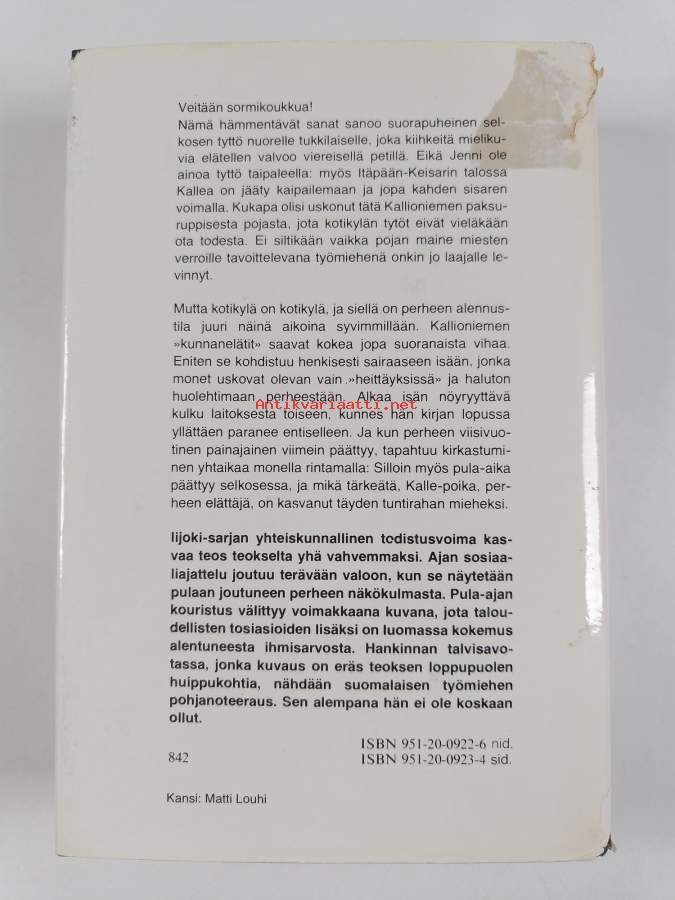 Veitään sormikoukkua!
Nämä hämmentävät sanat sanoo suorapuheinen sel-
kosen tyttö nuorelle tukkilaiselle, joka kiihkeitä mieliku-
via elätellen valvoo viereisellä petillä. Eikä Jenni ole
ainoa tyttö taipaleella: myös Itäpään-Keisarin talossa
Kallea on jääty kaipailemaan ja jopa kahden sisaren
voimalla. Kukapa olisi uskonut tätä Kallioniemen paksu-
ruppisesta pojasta, jota kotikylän tytöt eivät vieläkään
ota todesta. Ei siltikään vaikka pojan maine miesten
verroille tavoittelevana työmiehenä onkin jo laajalle le-
vinnyt.
Mutta kotikylä on kotikylä, ja siellä on perheen alennus-
tila juuri näinä aikoina syvimmillään. Kallioniemen
»kunnanelätit» saavat kokea jopa suoranaista vihaa.
Eniten se kohdistuu henkisesti sairaaseen isään, jonka
monet uskovat olevan vain »heittäyksissä» ja haluton
huolehtimaan perheestään. Alkaa isän nöyryyttävä
Antikvariaatti.net
kulku laitoksesta toiseen, kunnes hän kirjan lopussa
yllättäen paranee entiselleen. Ja kun perheen viisivuo-
tinen painajainen viimein päättyy, tapahtuu kirkastumi-
nen yhtaikaa monella rintamalla: Silloin myös pula-aika
päättyy selkosessa, ja mikä tärkeätä, Kalle-poika, per-
heen elättäjä, on kasvanut täyden tuntirahan mieheksi.
Iijoki-sarjan yhteiskunnallinen todistusvoima kas-
vaa teos teokselta yhä vahvemmaksi. Ajan sosiaa-
liajattelu joutuu terävään valoon, kun se näytetään
pulaan joutuneen perheen näkökulmasta. Pula-ajan
kouristus välittyy voimakkaana kuvana, jota talou-
dellisten tosiasioiden lisäksi on luomassa kokemus
alentuneesta ihmisarvosta. Hankinnan talvisavo-
tassa, jonka kuvaus on eräs teoksen loppupuolen
huippukohtia, nähdään suomalaisen työmiehen
pohjanoteeraus. Sen alempana hän ei ole koskaan
ollut.
ISBN 951-20-0922-6 nid.
842 ISBN 951-20-0923-4 sid.
Kansi: Matti Louhi